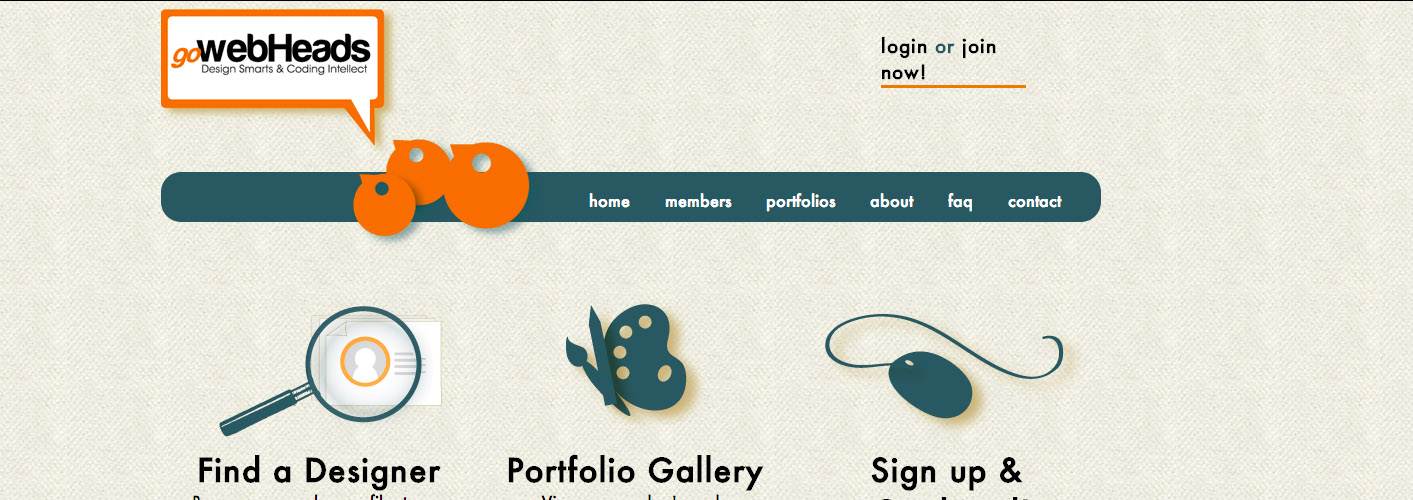 gowebHeads
Design Smarts & Coding Intellect
login or join
now!
home members portfolios about faq contact
Find a Designer Portfolio Gallery Sign up &